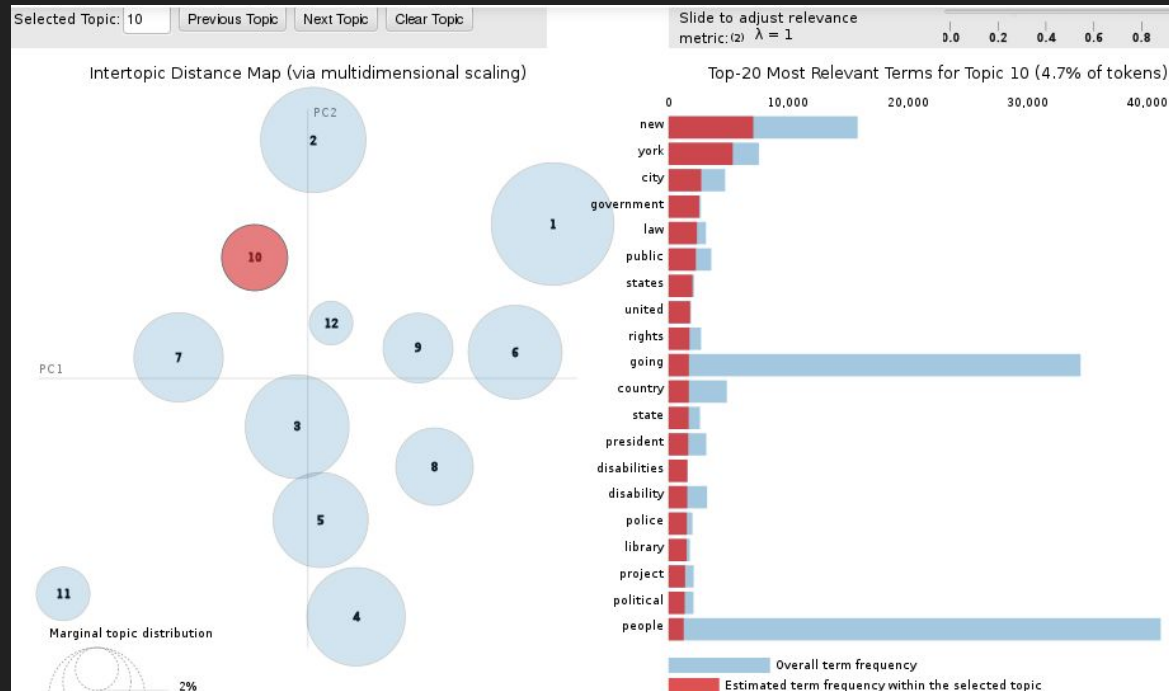 Selected Topic: 10 Previous Topic Next Topic Clear Topic
Slide to adjust relevance
metric:(2) λ = 1
0.0 0.2 0.4 0.6 0.8
Intertopic Distance Map (via multidimensional scaling)
PC2
PC1
2
1
10
12
9
6
7
3
8
5
11
4
Marginal topic distribution
2%
Top-20 Most Relevant Terms for Topic 10 (4.7% of tokens)
0 10,000 20,000 30,000 40,000
new
york
city
government
law
public
states
united
rights
going
country
state
president
disabilities
disability
police
library
project
political
people
Overall term frequency
Estimated term frequency within the selected topic